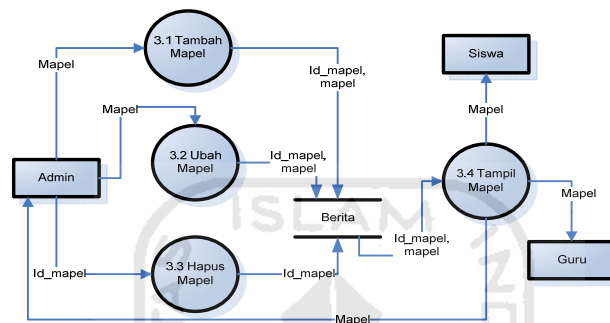 3.1 Tambah
Mapel
Siswa
Mapel
Id_mapel,
mapel
Mapel
Mapel
3.2 Ubah
Mapel
Id_mapel,
mapel
3.4 Tampil
Mapel
Mapel
Admin
ISLAM
Berita
Id_mapel,
mapel
Guru
Id_mapel
3.3 Hapus
Mapel
Id_mapel
Mapel